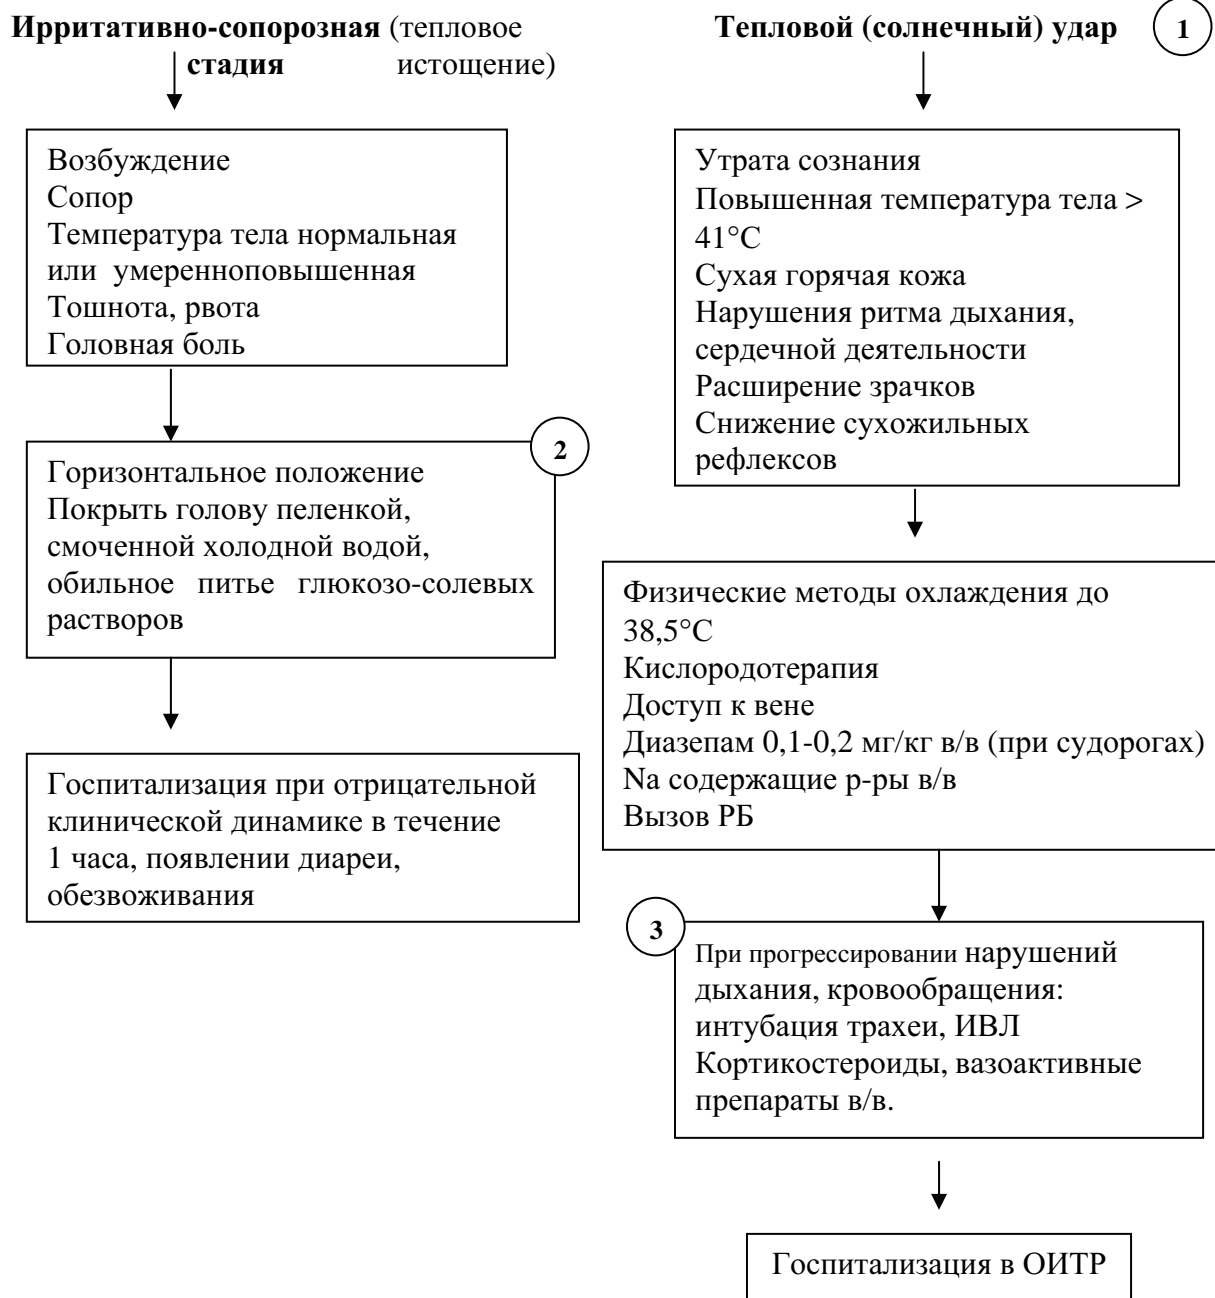 Ирритативно-сопорозная (тепловое
стадия истощение)
Возбуждение
Сопор
Температура тела нормальная
или умереннoповышенная
Тошнота, рвота
Головная боль
2
Горизонтальное положение
Покрыть голову пеленкой,
смоченной холодной водой,
обильное питье глюкозо-солевых
растворов
Госпитализация при отрицательной
клинической динамике в течение
1 часа, появлении диареи,
обезвоживания
Тепловой (солнечный) удар 1
Утрата сознания
Повышенная температура тела >
41°С
Сухая горячая кожа
Нарушения ритма дыхания,
сердечной деятельности
Расширение зрачков
Снижение сухожильных
рефлексов
Физические методы охлаждения до
38,5°С
Кислородотерапия
Доступ к вене
Диазепам 0,1-0,2 мг/кг в/в (при судорогах)
Na содержащие р-ры в/в
Вызов РБ
3
При прогрессировании нарушений
дыхания, кровообращения:
интубация трахеи, ИВЛ
Кортикостероиды, вазоактивные
препараты в/в.
Госпитализация в ОИТР